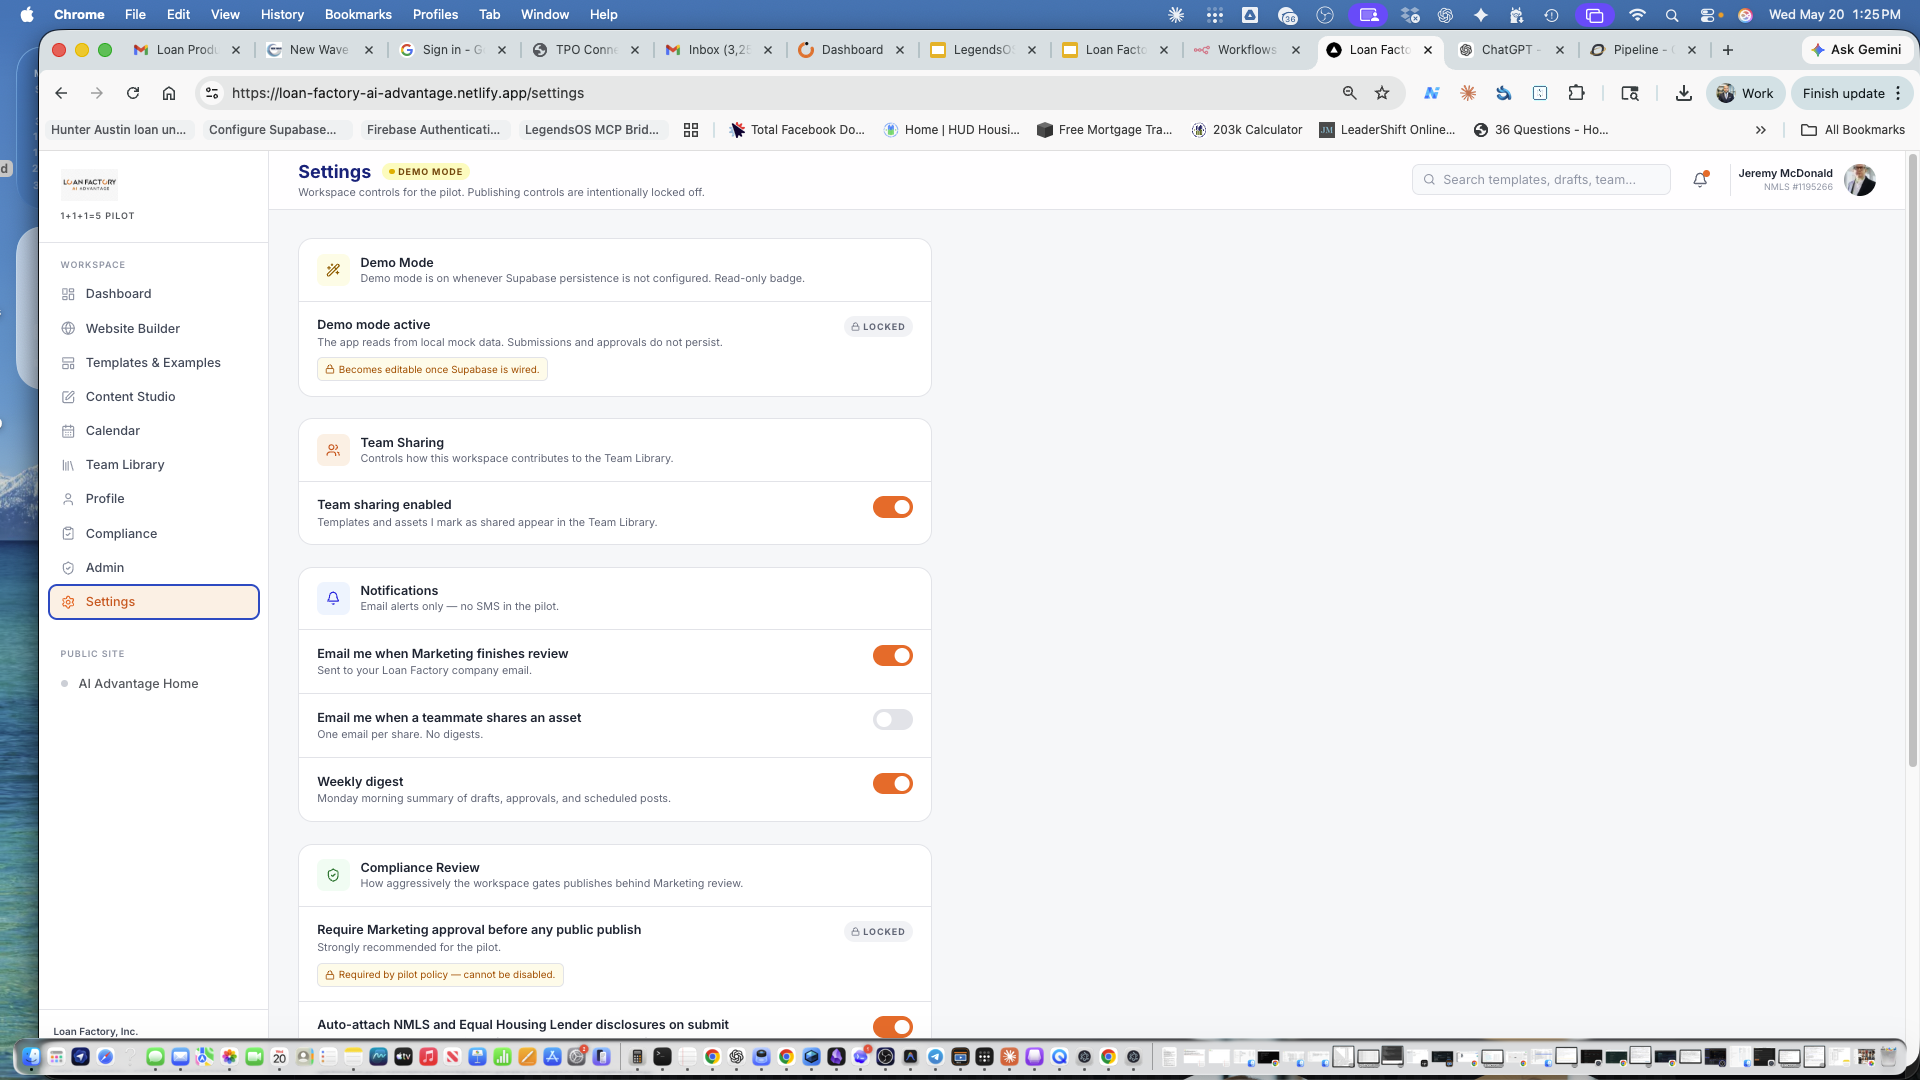 Chrome File Edit View History Bookmarks Profiles Tab Window Help
36
Wed May 20 1:25 PM
Loan Produ
New Wave
Sign in - G
TPO Conne
Inbox (3,28
Dashboard
LegendsOS
Loan Facto
Workflows
Loan Facto
ChatGPT -
Pipeline -
Ask Gemini
https://loan-factory-ai-advantage.netlify.app/settings
Work
Finish update
Hunter Austin loan un...
Configure Supabase...
Firebase Authenticati...
LegendsOS MCP Brid...
Total Facebook Do...
Home | HUD Housi...
Free Mortgage Tra...
203k Calculator
JM
LeaderShift Online...
36 Questions - Ho...
All Bookmarks
LOAN FACTORY
AI ADVANTAGE
1+1+1=5 PILOT
Settings
DEMO MODE
Workspace controls for the pilot. Publishing controls are intentionally locked off.
Search templates, drafts, team...
Jeremy McDonald
NMLS #1195266
WORKSPACE
Dashboard
Website Builder
Templates & Examples
Content Studio
Calendar
Team Library
Profile
Compliance
Admin
Settings
PUBLIC SITE
AI Advantage Home
Loan Factory, Inc.
Demo Mode
Demo mode is on whenever Supabase persistence is not configured. Read-only badge.
Demo mode active
LOCKED
The app reads from local mock data. Submissions and approvals do not persist.
Becomes editable once Supabase is wired.
Team Sharing
Controls how this workspace contributes to the Team Library.
Team sharing enabled
Templates and assets I mark as shared appear in the Team Library.
Notifications
Email alerts only — no SMS in the pilot.
Email me when Marketing finishes review
Sent to your Loan Factory company email.
Email me when a teammate shares an asset
One email per share. No digests.
Weekly digest
Monday morning summary of drafts, approvals, and scheduled posts.
Compliance Review
How aggressively the workspace gates publishes behind Marketing review.
Require Marketing approval before any public publish
LOCKED
Strongly recommended for the pilot.
Required by pilot policy — cannot be disabled.
Auto-attach NMLS and Equal Housing Lender disclosures on submit
20